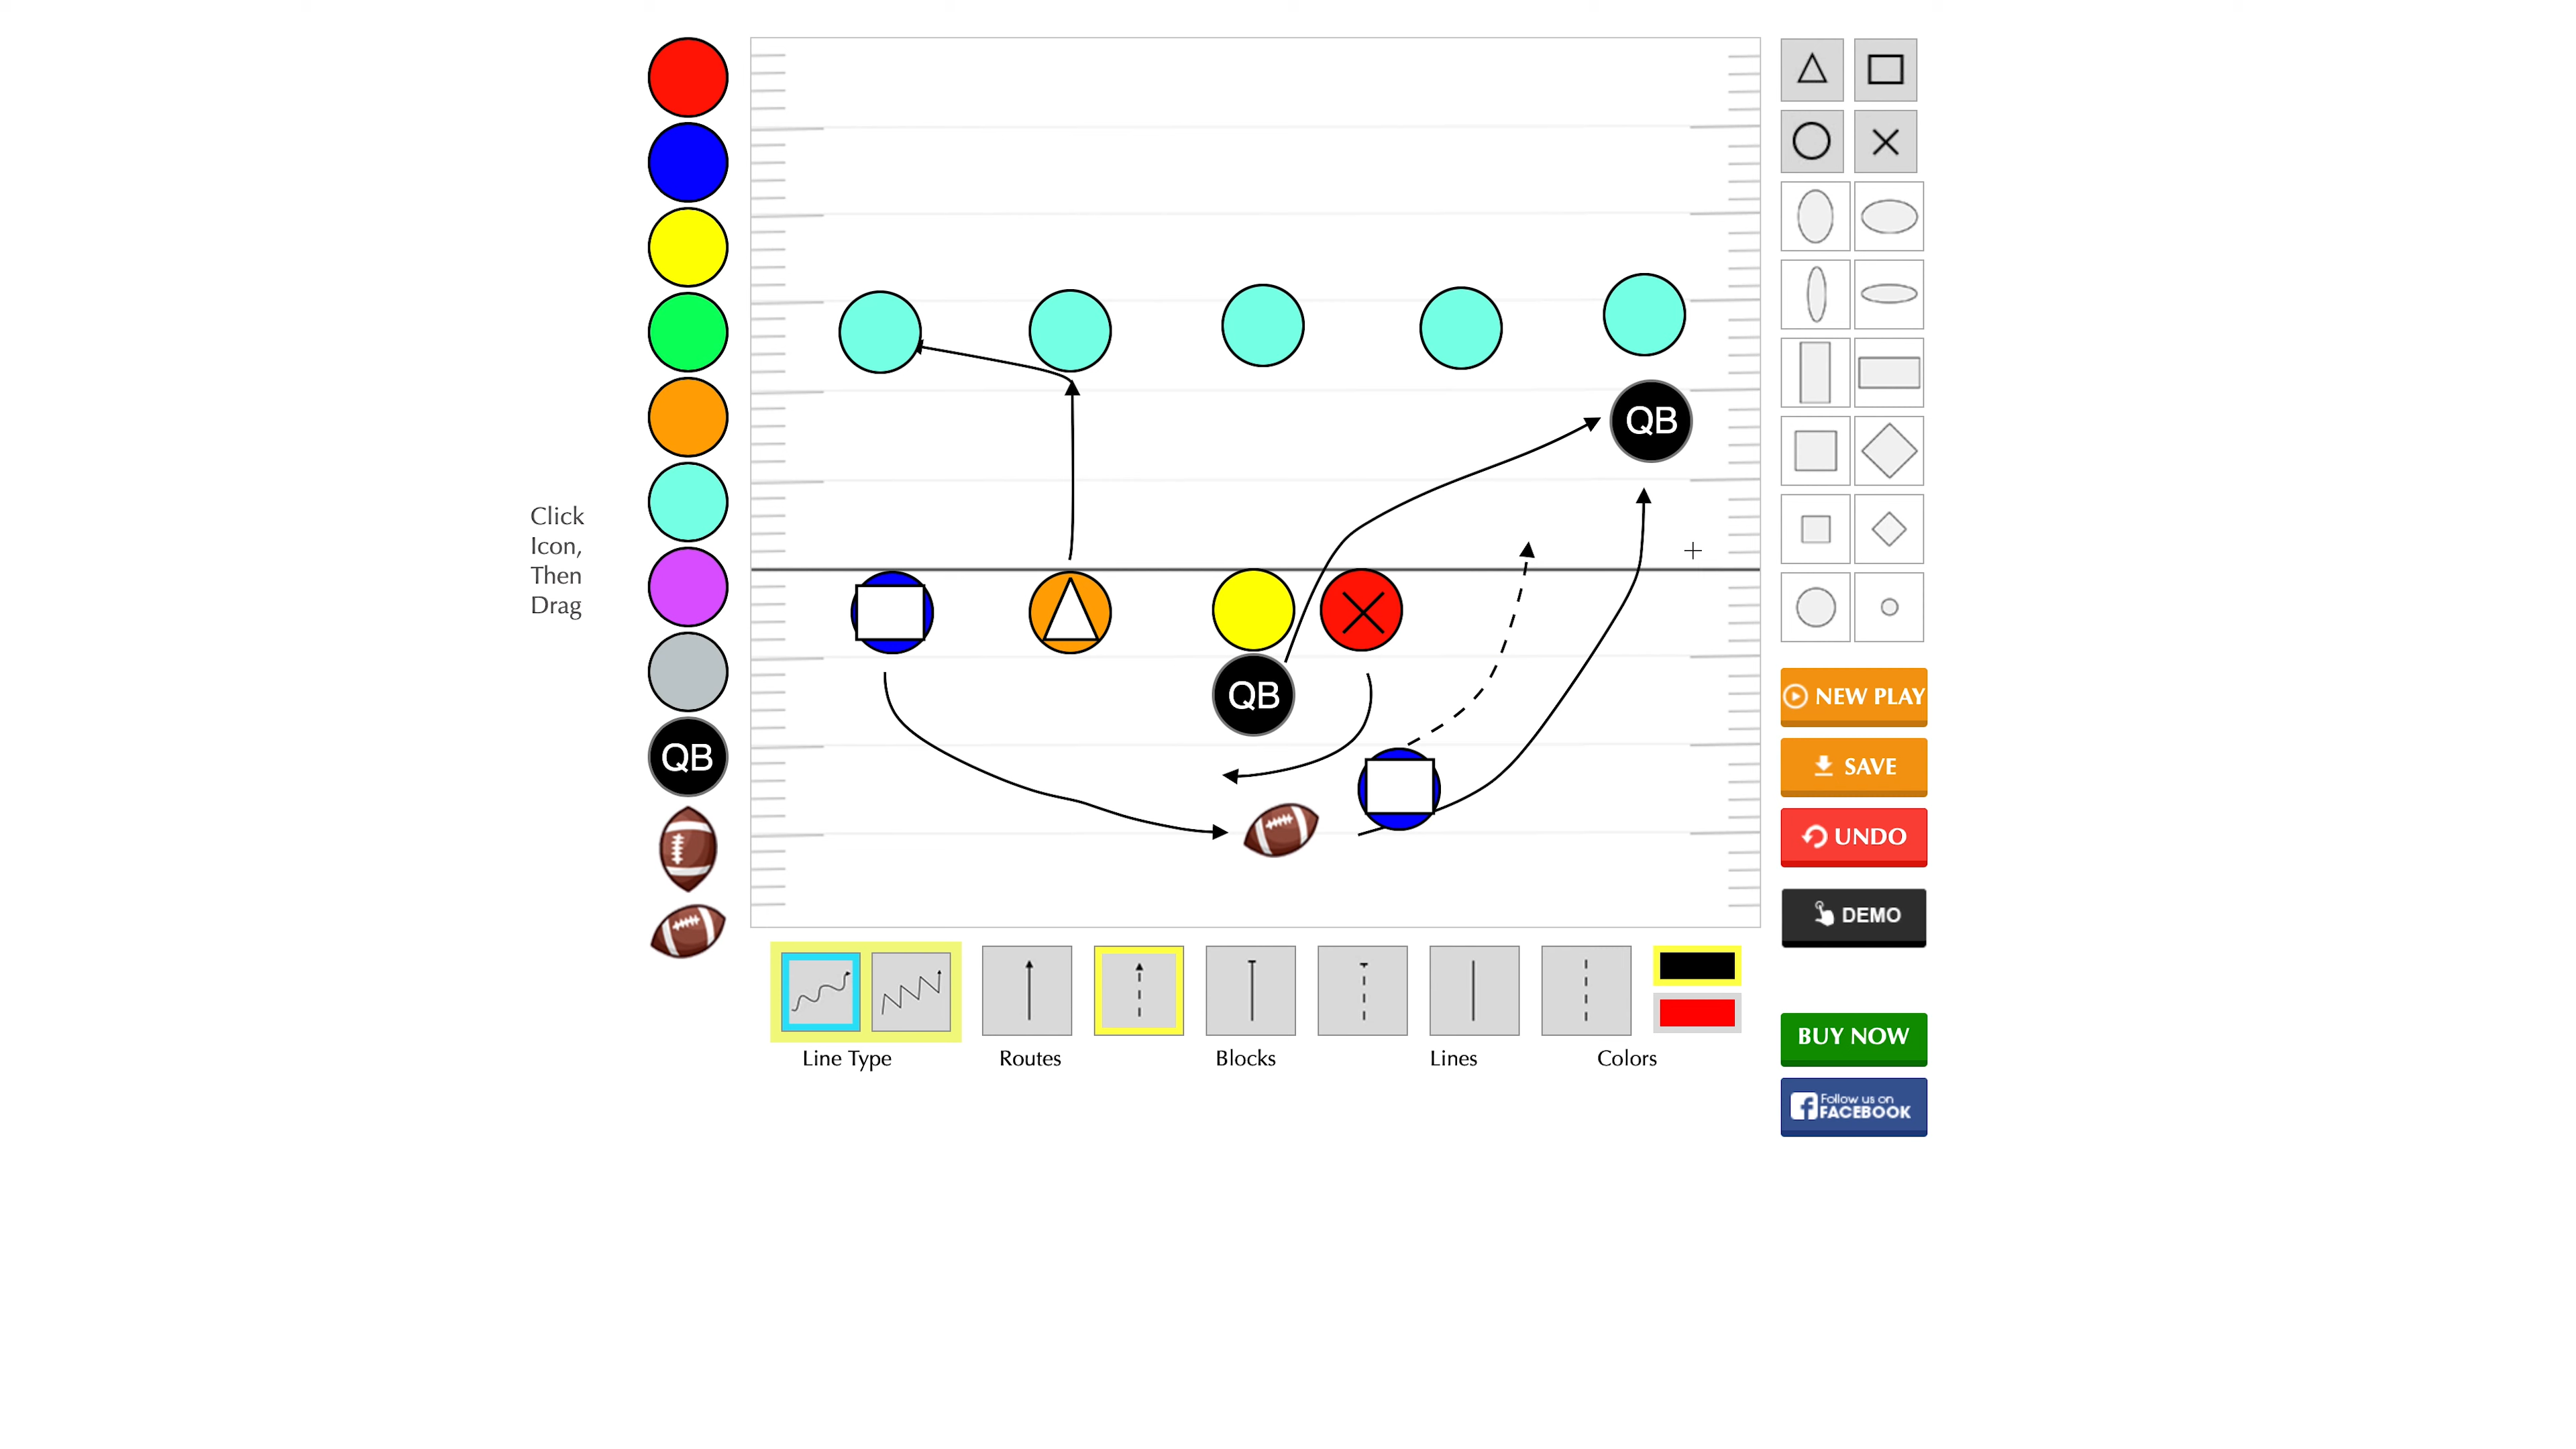 Click
Icon,
Then
Drag
QB
QB
QB
NEW PLAY
SAVE
UNDO
DEMO
BUY NOW
Follow us on
FACEBOOK
Line Type
Routes
Blocks
Lines
Colors